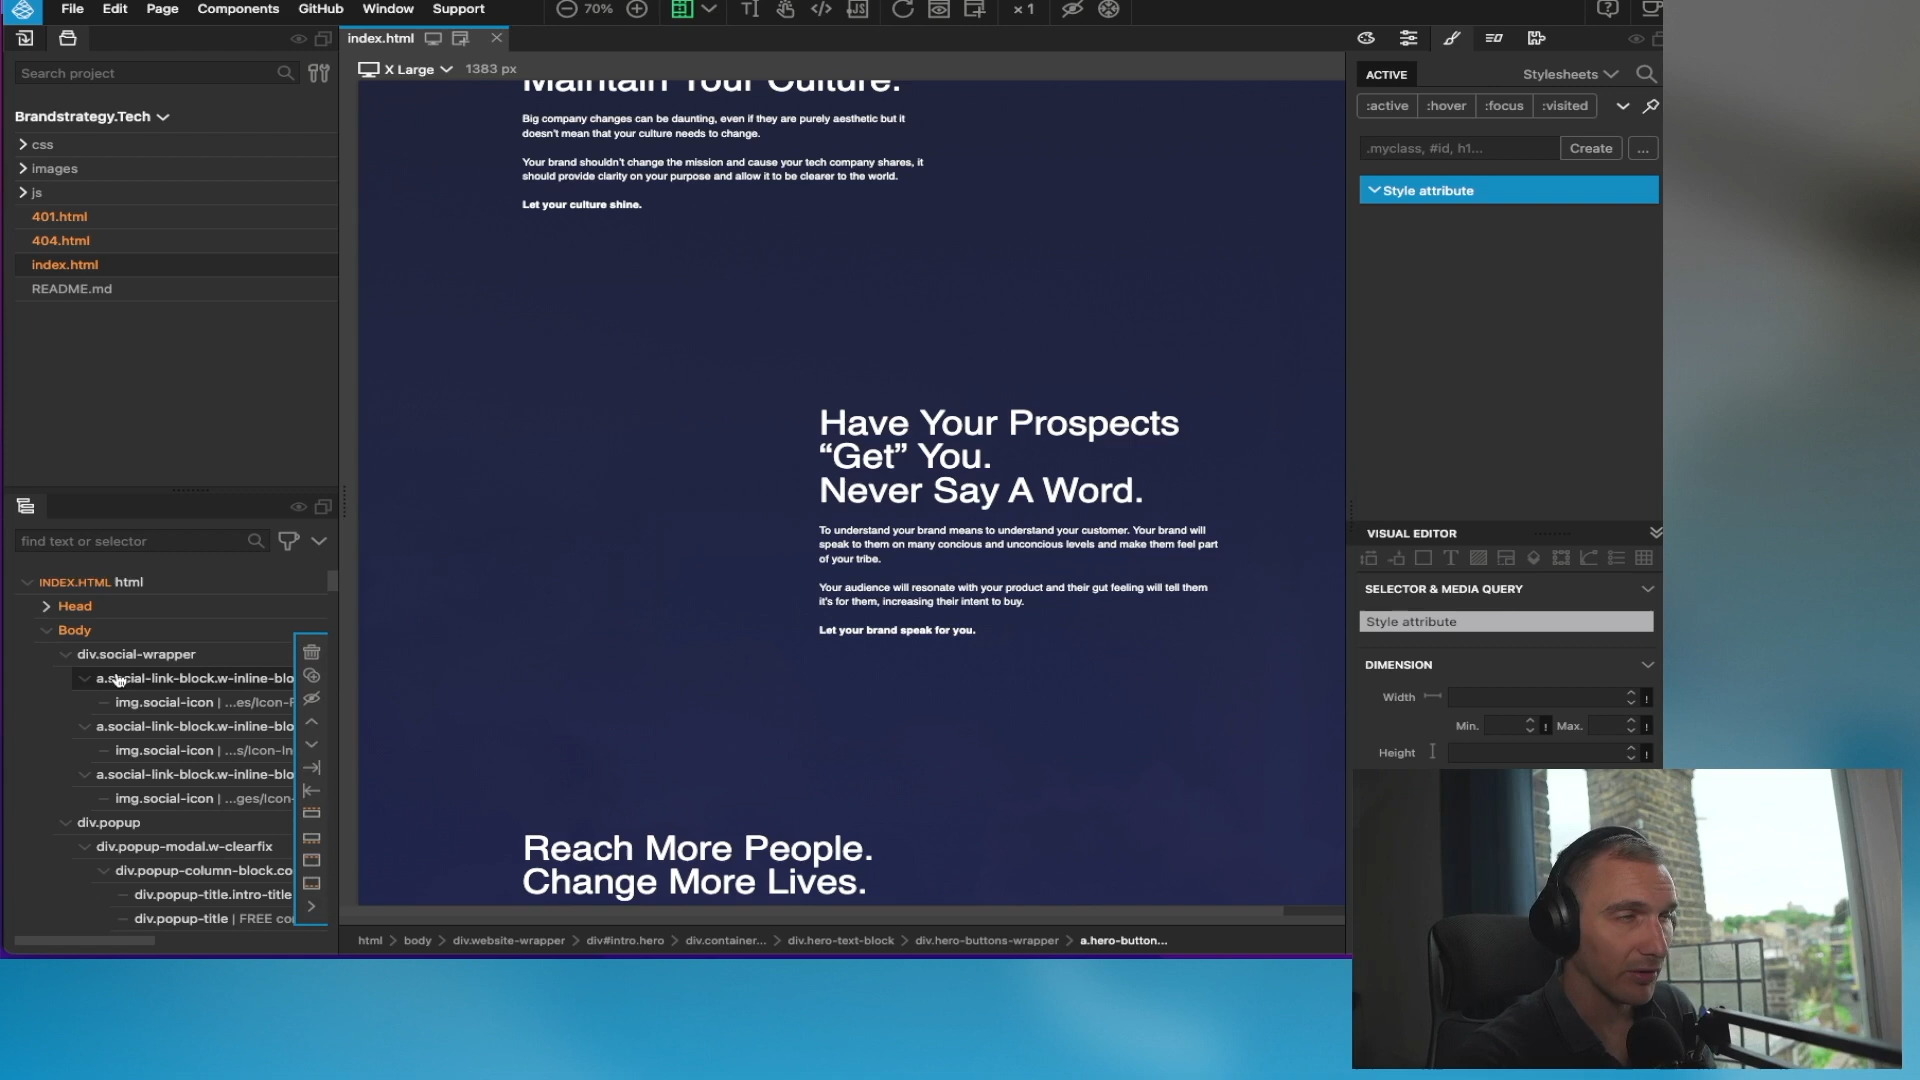 File Edit Page Components GitHub Window Support
70%
x 1
index.html
X Large 1383 px
Search project
Brandstrategy.Tech
css
images
js
401.html
404.html
index.html
README.md
find text or selector
INDEX.HTML html
Head
Body
div.social-wrapper
a.social-link-block.w-inline-blo
img.social-icon | ...es/Icon-F
a.social-link-block.w-inline-blo
img.social-icon | ...s/Icon-In
a.social-link-block.w-inline-blo
img.social-icon | ...ges/Icon-
div.popup
div.popup-modal.w-clearfix
div.popup-column-block.co
div.popup-title.intro-title
div.popup-title | FREE co
Maintain Your Culture.
Big company changes can be daunting, even if they are purely aesthetic but it
doesn't mean that your culture needs to change.
Your brand shouldn't change the mission and cause your tech company shares, it
should provide clarity on your purpose and allow it to be clearer to the world.
Let your culture shine.
Have Your Prospects
“Get” You.
Never Say A Word.
To understand your brand means to understand your customer. Your brand will
speak to them on many concious and unconcious levels and make them feel part
of your tribe.
Your audience will resonate with your product and their gut feeling will tell them
it's for them, increasing their intent to buy.
Let your brand speak for you.
Reach More People.
Change More Lives.
html > body > div.website-wrapper > div#intro.hero > div.container... > div.hero-text-block > div.hero-buttons-wrapper > a.hero-button...
ACTIVE Stylesheets
:active :hover :focus :visited
.myclass, #id, h1... Create ...
Style attribute
VISUAL EDITOR
SELECTOR & MEDIA QUERY
Style attribute
DIMENSION
Width !
Min. ! Max. !
Height !